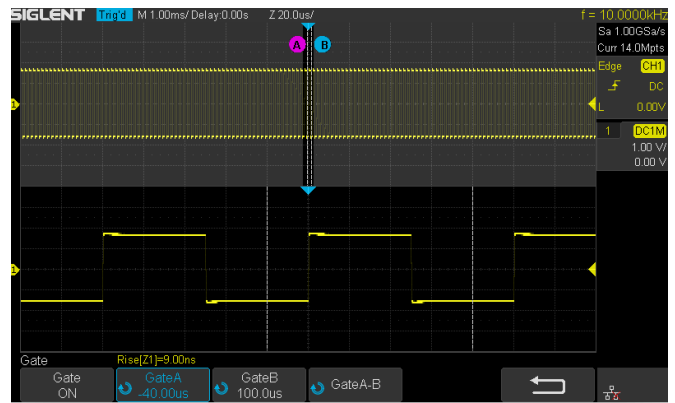 SIGLENT Trig'd M 1.00ms/ Delay:0.00s Z 20.0us/ f = 10.0000kHz
Sa 1.00GSa/s
Curr 14.0Mpts
A B
Edge CH1
DC
L 0.00V
1
1 DC1M
1.00 V/
0.00 V
1
Gate Rise[Z1]=9.00ns
Gate ON
GateA -40.00us
GateB 100.0us
GateA-B